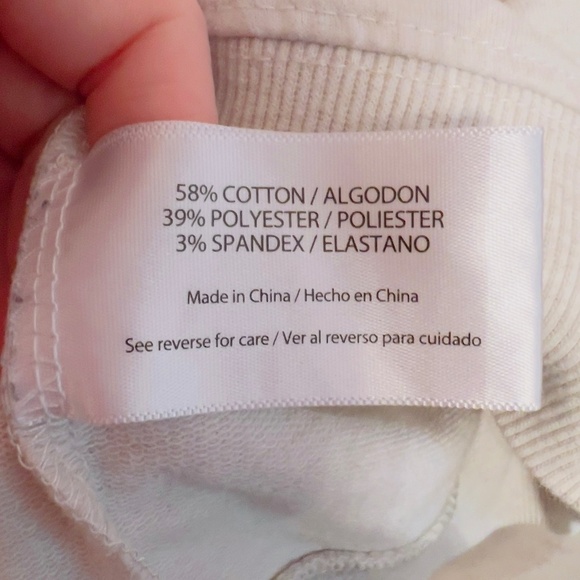 58% COTTON / ALGODON
39% POLYESTER / POLIESTER
3% SPANDEX / ELASTANO
Made in China / Hecho en China
See reverse for care / Ver al reverso para cuidado